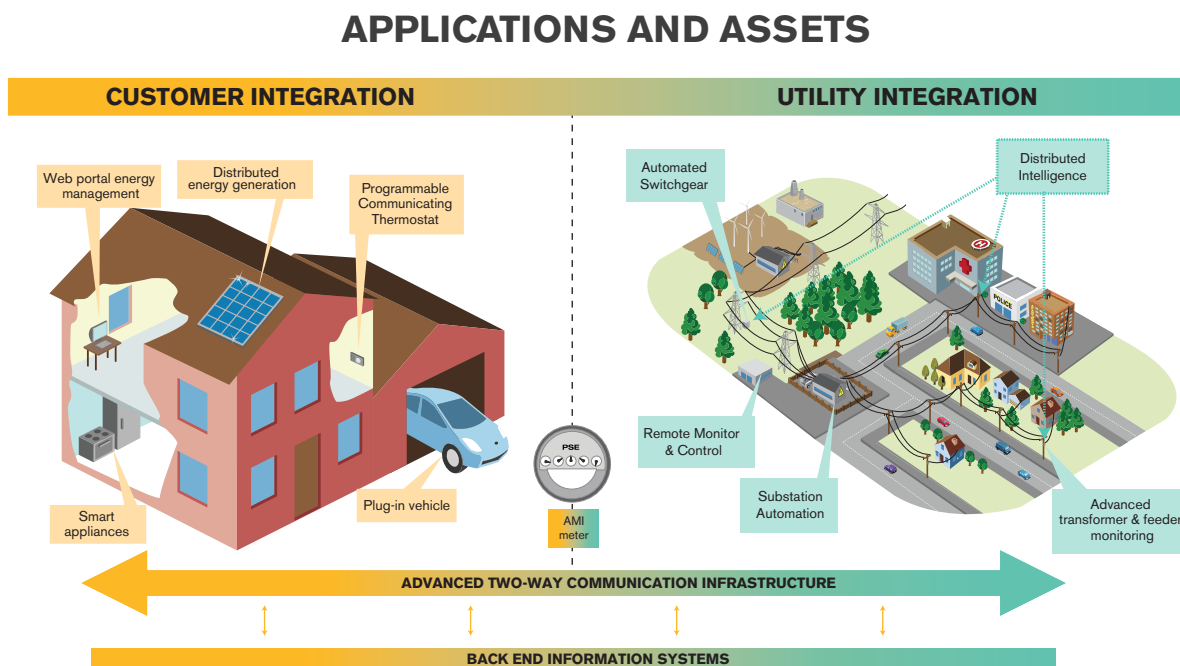 APPLICATIONS AND ASSETS
CUSTOMER INTEGRATION
UTILITY INTEGRATION
Web portal energy
management
Distributed
energy generation
Programmable
Communicating
Thermostat
Smart
appliances
Plug-in vehicle
PSE
AMI
meter
Automated
Switchgear
Distributed
Intelligence
H
POLICE
Remote Monitor
& Control
Substation
Automation
Advanced
transformer & feeder
monitoring
ADVANCED TWO-WAY COMMUNICATION INFRASTRUCTURE
BACK END INFORMATION SYSTEMS